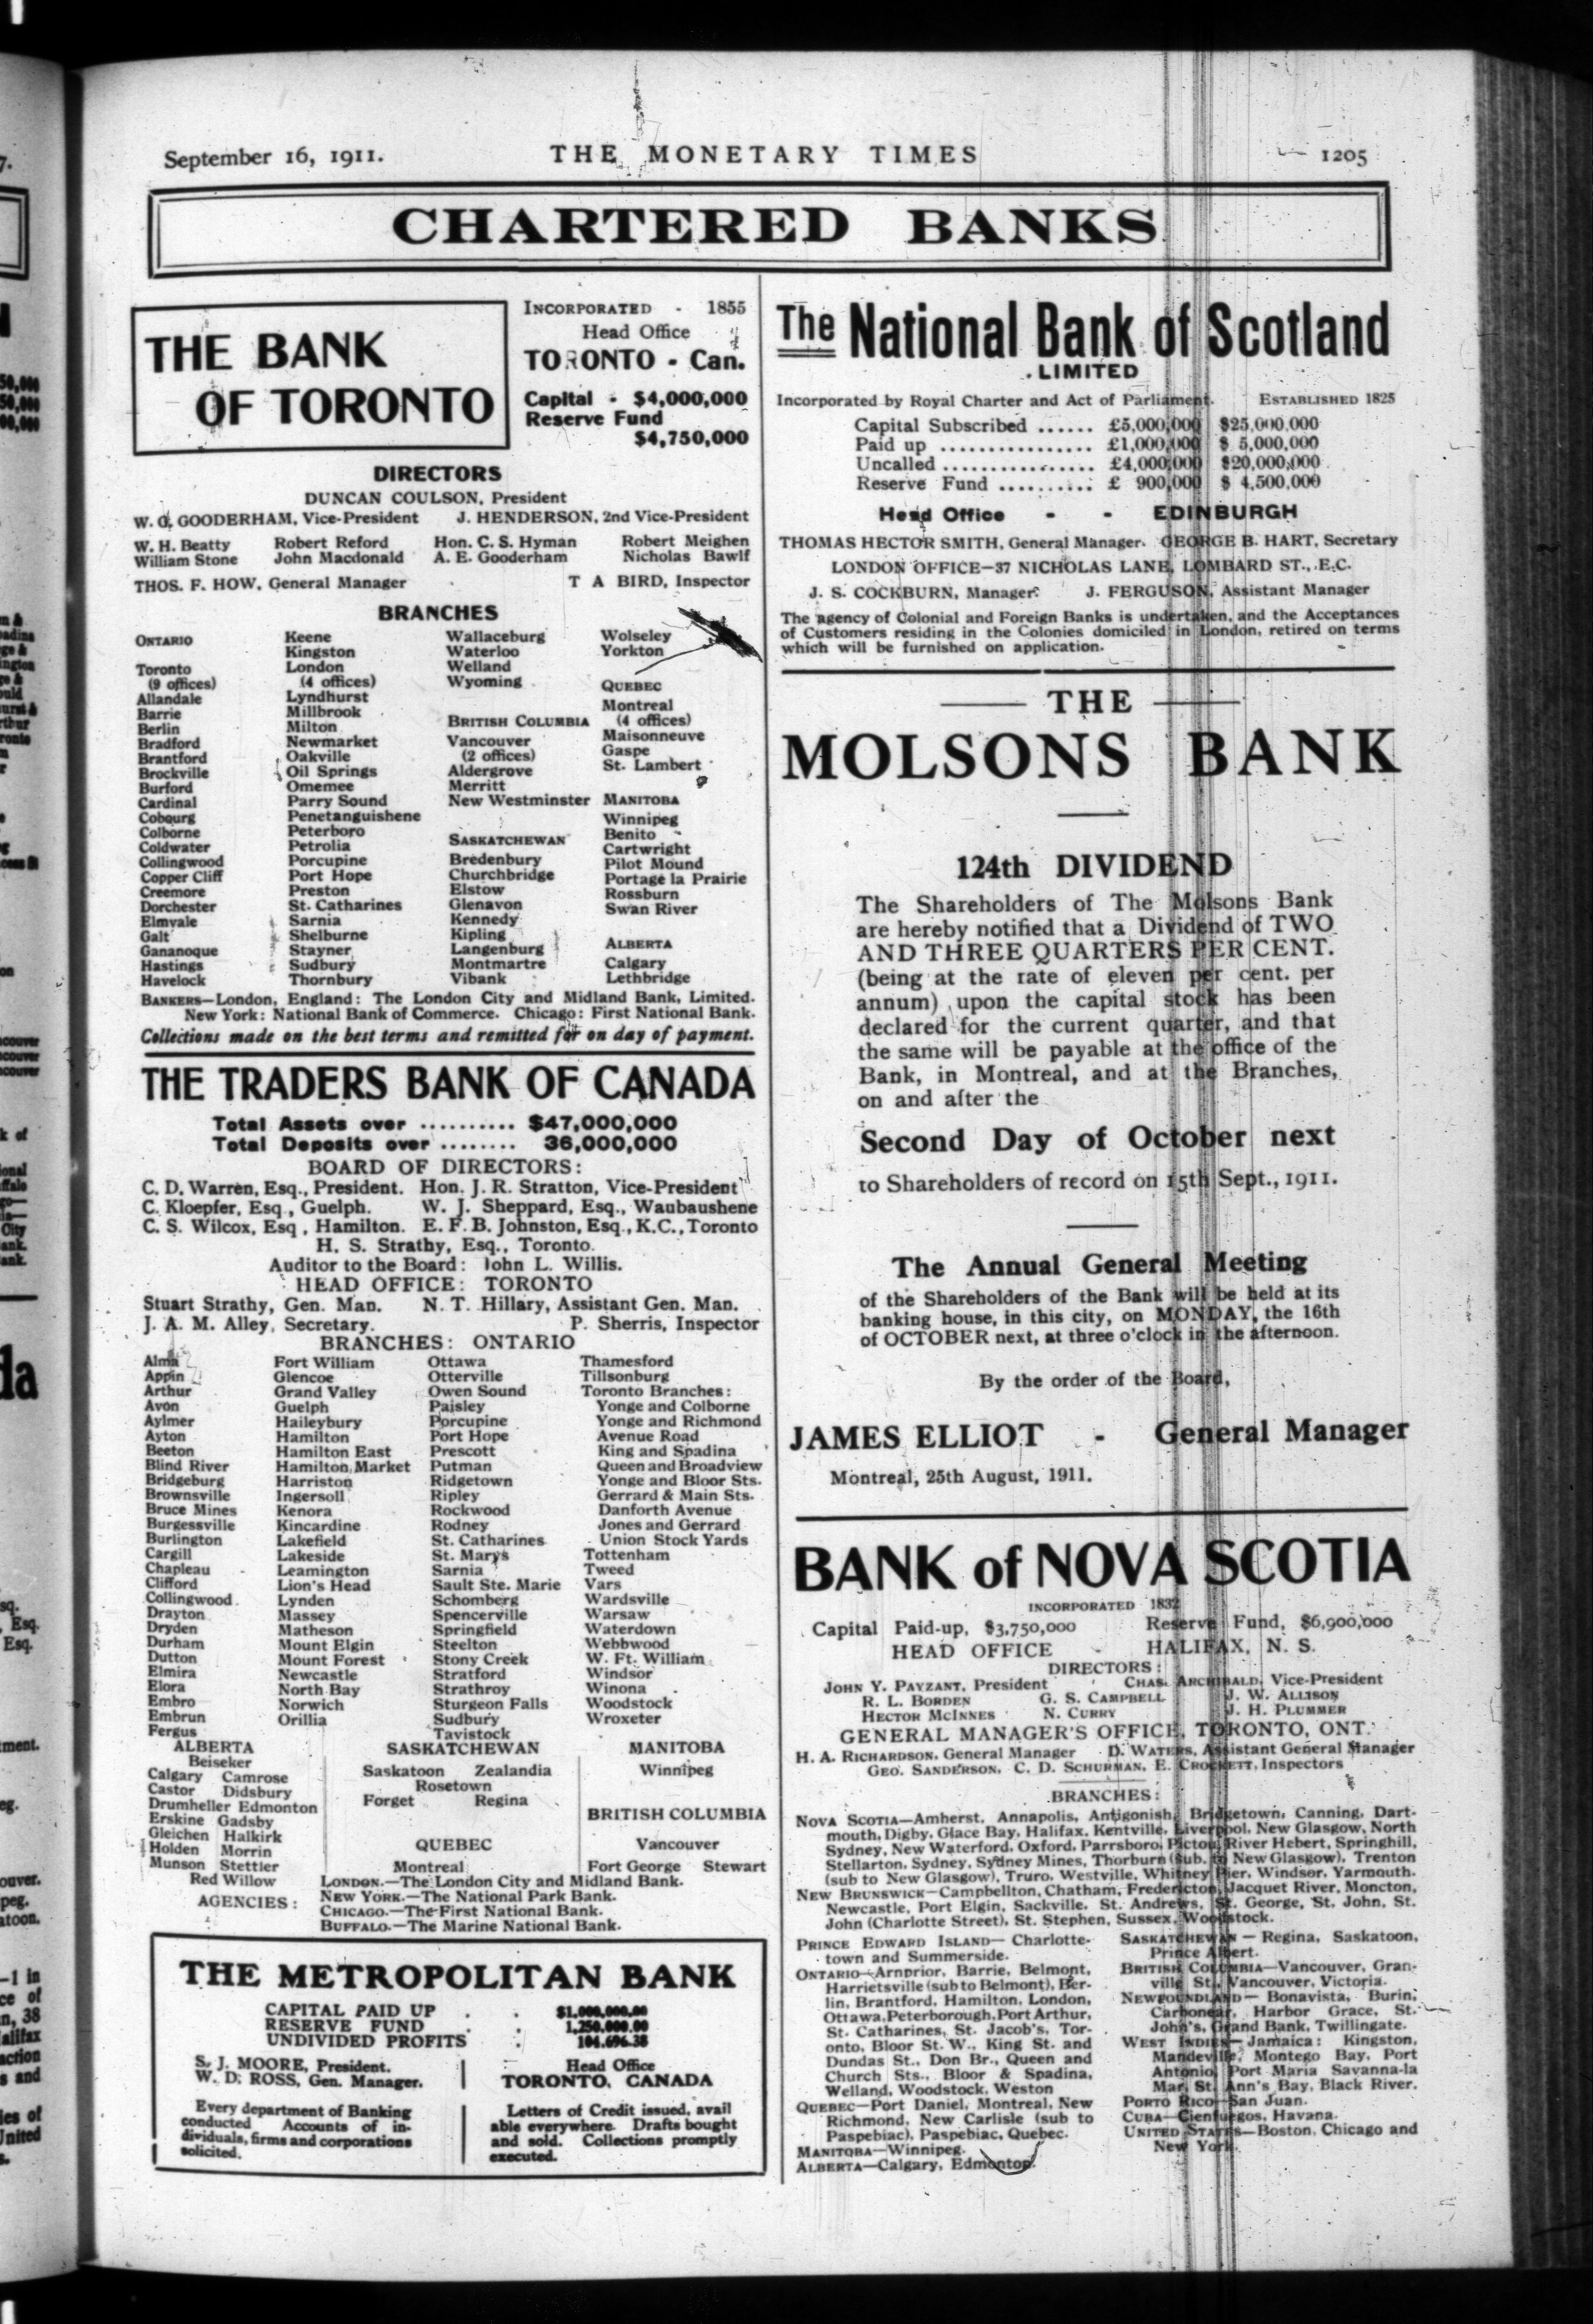 September 16, 1911.
THE MONETARY TIMES
1205
CHARTERED BANKS
THE BANK
OF TORONTO
INCORPORATED - 1855
Head Office
TORONTO - Can.
Capital - $4,000,000
Reserve Fund
$4,750,000
DIRECTORS
DUNCAN COULSON, President
W. G. GOODERHAM, Vice-President J. HENDERSON, 2nd Vice-President
W. H. Beatty Robert Reford Hon. C. S. Hyman Robert Meighen
William Stone John Macdonald A. E. Gooderham Nicholas Bawlf
THOS. F. HOW, General Manager T A BIRD, Inspector
BRANCHES
ONTARIO
Toronto
(9 offices)
Allandale
Barrie
Berlin
Bradford
Brantford
Brockville
Burford
Cardinal
Cobourg
Colborne
Coldwater
Collingwood
Copper Cliff
Creemore
Dorchester
Elmvale
Galt
Gananoque
Hastings
Havelock
Keene
Kingston
London
(4 offices)
Lyndhurst
Millbrook
Milton
Newmarket
Oakville
Oil Springs
Omemee
Parry Sound
Penetanguishene
Peterboro
Petrolia
Porcupine
Port Hope
Preston
St. Catharines
Sarnia
Shelburne
Stayner
Sudbury
Thornbury
Wallaceburg
Waterloo
Welland
Wyoming
BRITISH COLUMBIA
Vancouver
(2 offices)
Aldergrove
Merritt
New Westminster
SASKATCHEWAN
Bredenbury
Churchbridge
Elstow
Glenavon
Kennedy
Kipling
Langenburg
Montmartre
Vibank
Wolseley
Yorkton
QUEBEC
Montreal
(4 offices)
Maisonneuve
Gaspe
St. Lambert
MANITOBA
Winnipeg
Benito
Cartwright
Pilot Mound
Portage la Prairie
Rossburn
Swan River
ALBERTA
Calgary
Lethbridge
BANKERS—London, England: The London City and Midland Bank, Limited.
New York: National Bank of Commerce. Chicago: First National Bank.
Collections made on the best terms and remitted for on day of payment.
THE TRADERS BANK OF CANADA
Total Assets over .......... $47,000,000
Total Deposits over ........ 36,000,000
BOARD OF DIRECTORS:
C. D. Warren, Esq., President. Hon. J. R. Stratton, Vice-President
C. Kloepfer, Esq., Guelph. W. J. Sheppard, Esq., Waubaushene
C. S. Wilcox, Esq, Hamilton. E. F. B. Johnston, Esq., K.C., Toronto
H. S. Strathy, Esq., Toronto.
Auditor to the Board: John L. Willis.
HEAD OFFICE: TORONTO
Stuart Strathy, Gen. Man. N. T. Hillary, Assistant Gen. Man.
J. A. M. Alley, Secretary. P. Sherris, Inspector
BRANCHES: ONTARIO
Alma
Appin
Arthur
Avon
Aylmer
Ayton
Beeton
Blind River
Bridgeburg
Brownsville
Bruce Mines
Burgessville
Burlington
Cargill
Chapleau
Clifford
Collingwood
Drayton
Dryden
Durham
Dutton
Elmira
Elora
Embro
Embrun
Fergus
Fort William
Glencoe
Grand Valley
Guelph
Haileybury
Hamilton
Hamilton East
Hamilton, Market
Harriston
Ingersoll
Kenora
Kincardine
Lakefield
Lakeside
Leamington
Lion's Head
Lynden
Massey
Matheson
Mount Elgin
Mount Forest
Newcastle
North Bay
Norwich
Orillia
Ottawa
Otterville
Owen Sound
Paisley
Porcupine
Port Hope
Prescott
Putman
Ridgetown
Ripley
Rockwood
Rodney
St. Catharines
St. Marys
Sarnia
Sault Ste. Marie
Schomberg
Spencerville
Springfield
Steelton
Stony Creek
Stratford
Strathroy
Sturgeon Falls
Sudbury
Tavistock
Thamesford
Tillsonburg
Toronto Branches:
Yonge and Colborne
Yonge and Richmond
Avenue Road
King and Spadina
Queen and Broadview
Yonge and Bloor Sts.
Gerrard & Main Sts.
Danforth Avenue
Jones and Gerrard
Union Stock Yards
Tottenham
Tweed
Vars
Wardsville
Warsaw
Waterdown
Webbwood
W. Ft. William
Windsor
Winona
Woodstock
Wroxeter
ALBERTA
Beiseker
Calgary Camrose
Castor Didsbury
Drumheller Edmonton
Erskine Gadsby
Gleichen Halkirk
Holden Morrin
Munson Stettler
Red Willow
SASKATCHEWAN
Saskatoon Zealandia
Rosetown
Forget Regina
QUEBEC
Montreal
MANITOBA
Winnipeg
BRITISH COLUMBIA
Vancouver
Fort George Stewart
AGENCIES:
LONDON.—The London City and Midland Bank.
NEW YORK.—The National Park Bank.
CHICAGO.—The First National Bank.
BUFFALO.—The Marine National Bank.
THE METROPOLITAN BANK
CAPITAL PAID UP . . $1,000,000.00
RESERVE FUND . : 1,250,000.00
UNDIVIDED PROFITS : 104,696.38
S. J. MOORE, President.
W. D. ROSS, Gen. Manager.
Head Office
TORONTO, CANADA
Every department of Banking
conducted Accounts of in-
dividuals, firms and corporations
solicited.
Letters of Credit issued, avail
able everywhere. Drafts bought
and sold. Collections promptly
executed.
The National Bank of Scotland
LIMITED
Incorporated by Royal Charter and Act of Parliament. ESTABLISHED 1825
Capital Subscribed ...... £5,000,000 $25,000,000
Paid up ................ £1,000,000 $ 5,000,000
Uncalled ................ £4,000,000 $20,000,000
Reserve Fund .......... £ 900,000 $ 4,500,000
Head Office - - EDINBURGH
THOMAS HECTOR SMITH, General Manager. GEORGE B. HART, Secretary
LONDON OFFICE—37 NICHOLAS LANE, LOMBARD ST., E.C.
J. S. COCKBURN, Manager. J. FERGUSON, Assistant Manager
The agency of Colonial and Foreign Banks is undertaken, and the Acceptances
of Customers residing in the Colonies domiciled in London, retired on terms
which will be furnished on application.
THE
MOLSONS BANK
124th DIVIDEND
The Shareholders of The Molsons Bank
are hereby notified that a Dividend of TWO
AND THREE QUARTERS PER CENT.
(being at the rate of eleven per cent. per
annum) upon the capital stock has been
declared for the current quarter, and that
the same will be payable at the office of the
Bank, in Montreal, and at the Branches,
on and after the
Second Day of October next
to Shareholders of record on 15th Sept., 1911.
The Annual General Meeting
of the Shareholders of the Bank will be held at its
banking house, in this city, on MONDAY, the 16th
of OCTOBER next, at three o'clock in the afternoon.
By the order of the Board,
JAMES ELLIOT - General Manager
Montreal, 25th August, 1911.
BANK of NOVA SCOTIA
INCORPORATED 1832
Capital Paid-up, $3,750,000 Reserve Fund, $6,900,000
HEAD OFFICE - HALIFAX, N. S.
DIRECTORS:
JOHN Y. PAYZANT, President CHAS. ARCHIBALD, Vice-President
R. L. BORDEN G. S. CAMPBELL J. W. ALLISON
HECTOR MCINNES N. CURRY J. H. PLUMMER
GENERAL MANAGER'S OFFICE, TORONTO, ONT.
H. A. RICHARDSON, General Manager D. WATERS, Assistant General Manager
GEO. SANDERSON, C. D. SCHURMAN, E. CROCKETT, Inspectors
BRANCHES:
NOVA SCOTIA—Amherst, Annapolis, Antigonish, Bridgetown, Canning, Dart-
mouth, Digby, Glace Bay, Halifax, Kentville, Liverpool, New Glasgow, North
Sydney, New Waterford, Oxford, Parrsboro, Pictou, River Hebert, Springhill,
Stellarton, Sydney, Sydney Mines, Thorburn (sub. to New Glasgow), Trenton
(sub to New Glasgow), Truro, Westville, Whitney Pier, Windsor, Yarmouth.
NEW BRUNSWICK—Campbellton, Chatham, Fredericton, Jacquet River, Moncton,
Newcastle, Port Elgin, Sackville, St. Andrews, St. George, St. John, St.
John (Charlotte Street), St. Stephen, Sussex, Woodstock.
PRINCE EDWARD ISLAND—Charlotte-
town and Summerside.
ONTARIO—Arnprior, Barrie, Belmont,
Harrietsville (sub to Belmont), Ber-
lin, Brantford, Hamilton, London,
Ottawa, Peterborough, Port Arthur,
St. Catharines, St. Jacob's, Tor-
onto, Bloor St. W., King St. and
Dundas St., Don Br., Queen and
Church Sts., Bloor & Spadina,
Welland, Woodstock, Weston
QUEBEC—Port Daniel, Montreal, New
Richmond, New Carlisle (sub to
Paspebiac), Paspebiac, Quebec.
MANITOBA—Winnipeg.
ALBERTA—Calgary, Edmonton.
SASKATCHEWAN—Regina, Saskatoon,
Prince Albert.
BRITISH COLUMBIA—Vancouver, Gran-
ville St., Vancouver, Victoria.
NEWFOUNDLAND—Bonavista, Burin,
Carbonear, Harbor Grace, St.
John's, Grand Bank, Twillingate.
WEST INDIES—Jamaica: Kingston,
Mandeville, Montego Bay, Port
Antonio, Port Maria Savanna-la
Mar, St. Ann's Bay, Black River.
PORTO RICO—San Juan.
CUBA—Cienfuegos, Havana.
UNITED STATES—Boston, Chicago and
New York.